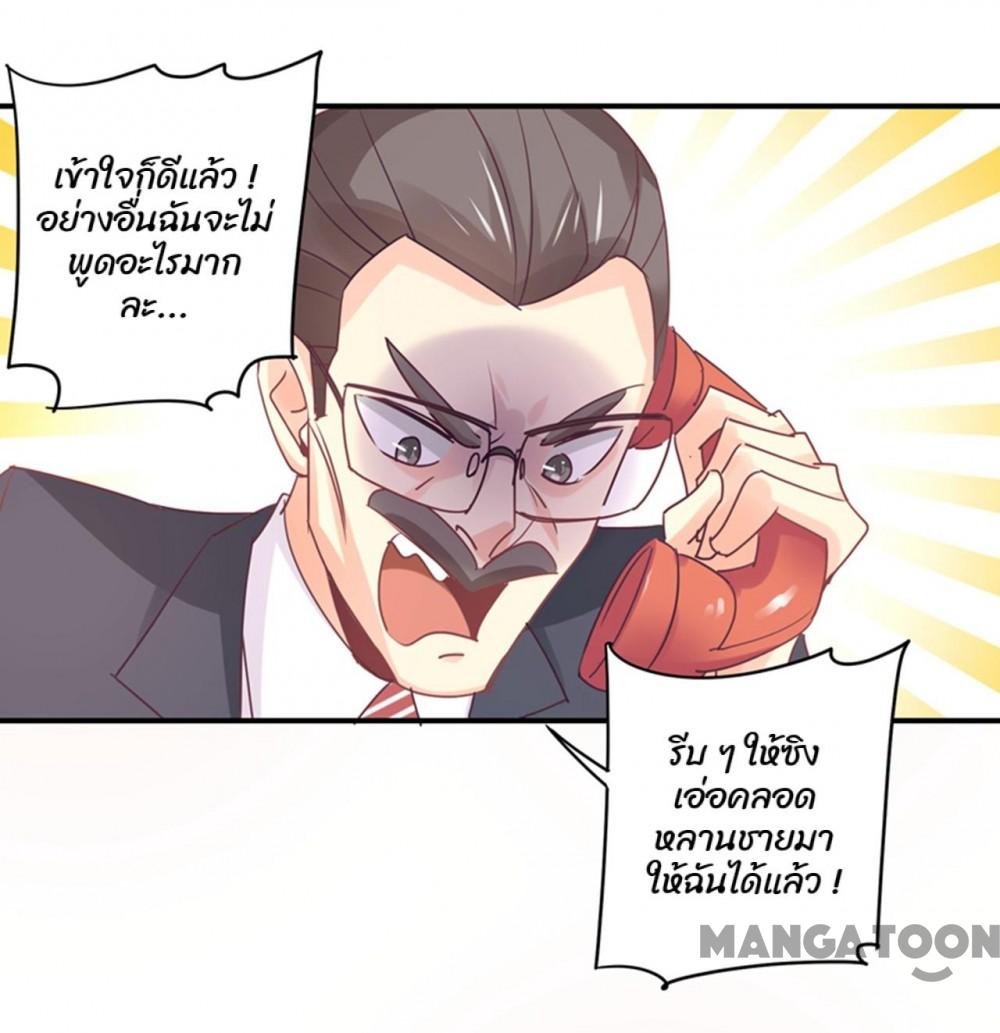 เข้าใจก็ดีแล้ว !
อย่างอื่นฉันจะไม่
พูดอะไรมาก
ละ...
รีบ ๆ ให้ซิง
เอ่อคลอด
หลานชายมา
ให้ฉันได้แล้ว !
MANGATOON